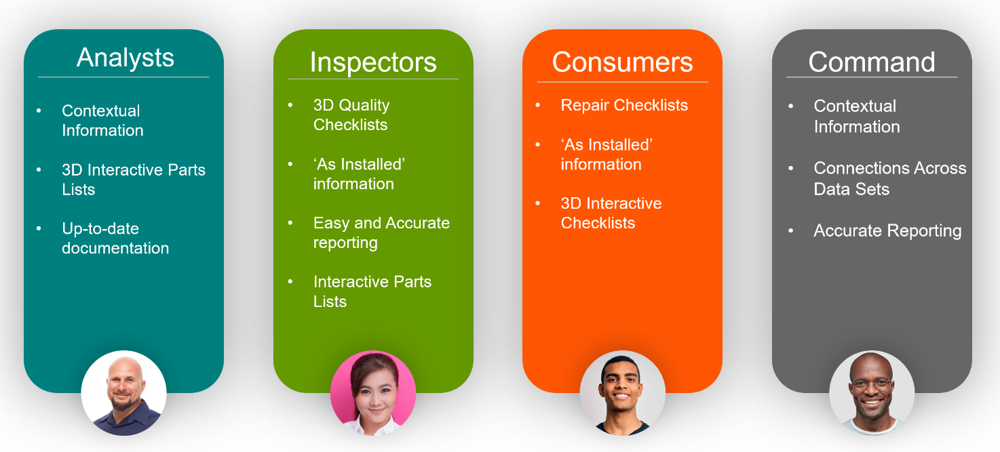 Analysts
• Contextual
Information
• 3D Interactive Parts
Lists
• Up-to-date
documentation
Inspectors
• 3D Quality
Checklists
• ‘As Installed’
information
• Easy and Accurate
reporting
• Interactive Parts
Lists
Consumers
• Repair Checklists
• ‘As Installed’
information
• 3D Interactive
Checklists
Command
• Contextual
Information
• Connections Across
Data Sets
• Accurate Reporting